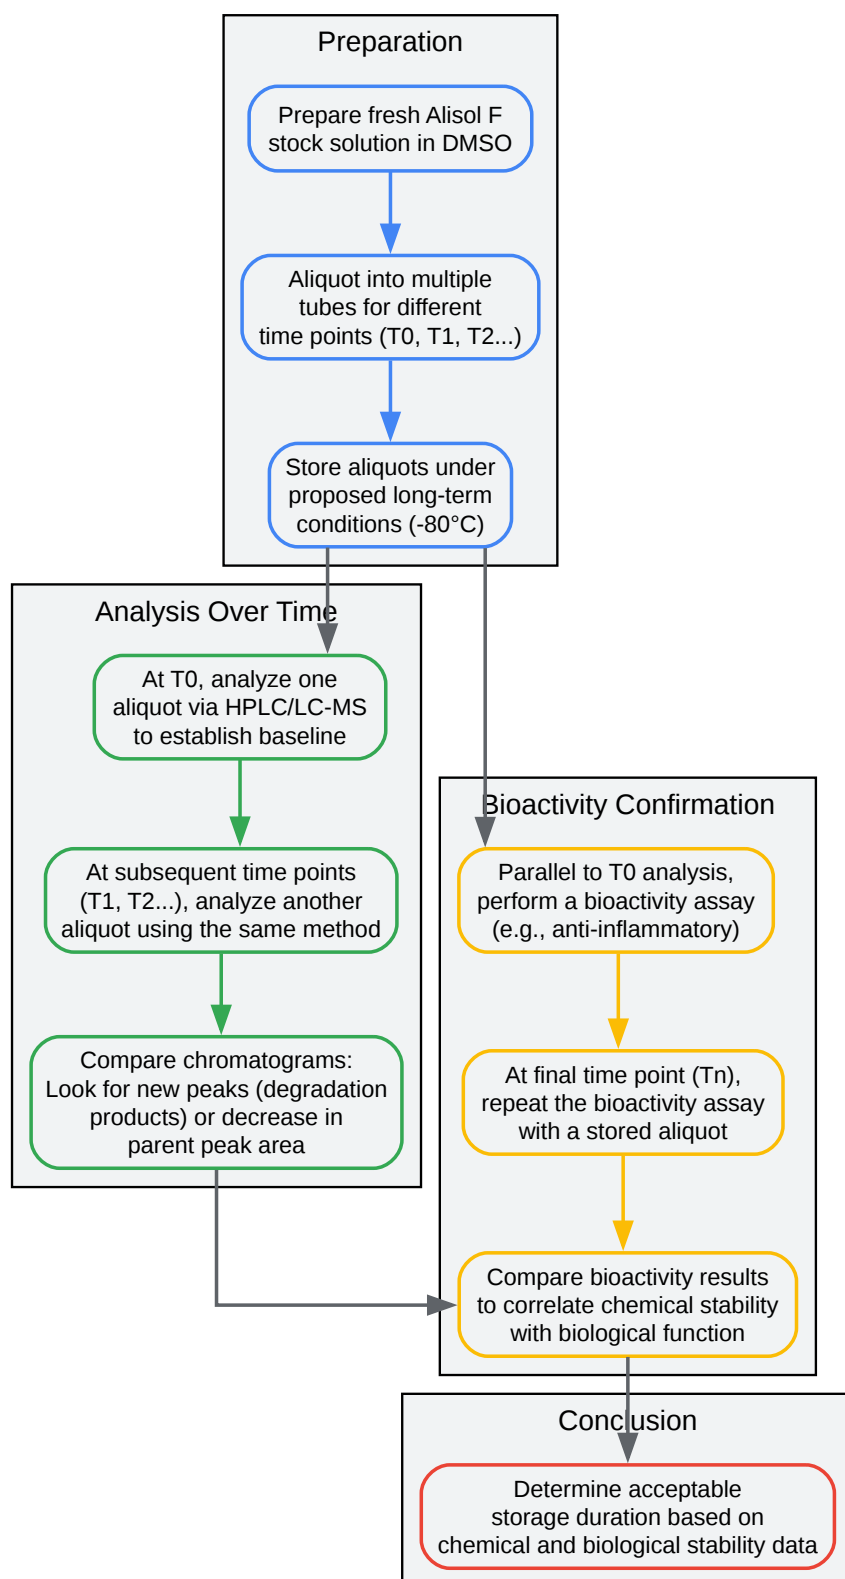 Preparation
Prepare fresh Alisol F
stock solution in DMSO
Aliquot into multiple
tubes for different
time points (T0, T1, T2...)
Store aliquots under
proposed long-term
conditions (-80°C)
Analysis Over Time
At T0, analyze one
aliquot via HPLC/LC-MS
to establish baseline
At subsequent time points
(T1, T2...), analyze another
aliquot using the same method
Compare chromatograms:
Look for new peaks (degradation
products) or decrease in
parent peak area
Bioactivity Confirmation
Parallel to T0 analysis,
perform a bioactivity assay
(e.g., anti-inflammatory)
At final time point (Tn),
repeat the bioactivity assay
with a stored aliquot
Compare bioactivity results
to correlate chemical stability
with biological function
Conclusion
Determine acceptable
storage duration based on
chemical and biological stability data